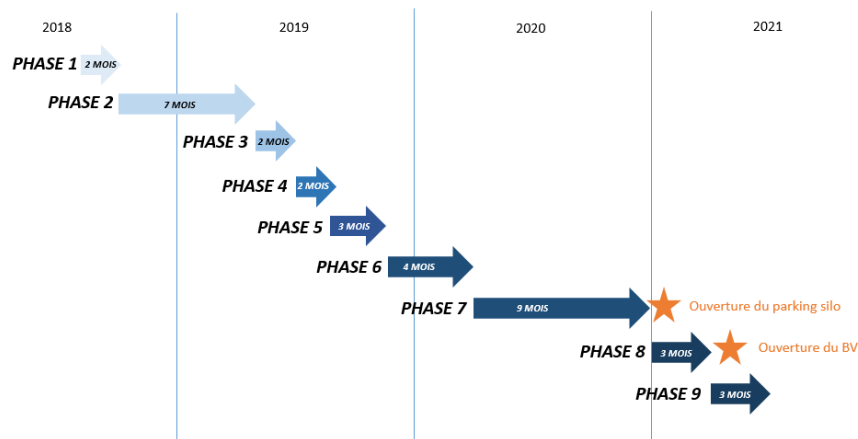 2018 2019 2020 2021
PHASE 1 2 MOIS
PHASE 2 7 MOIS
PHASE 3 2 MOIS
PHASE 4 2 MOIS
PHASE 5 3 MOIS
PHASE 6 4 MOIS
PHASE 7 9 MOIS Ouverture du parking silo
PHASE 8 3 MOIS Ouverture du BV
PHASE 9 3 MOIS